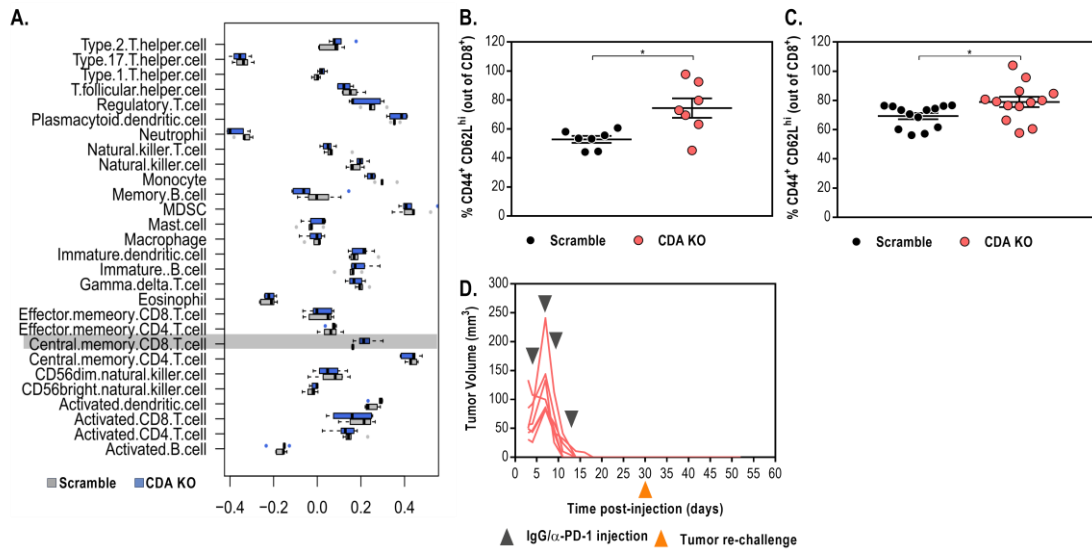 A.
Type.2.T.helper.cell
Type.17.T.helper.cell
Type.1.T.helper.cell
T.follicular.helper.cell
Regulatory.T.cell
Plasmacytoid.dendritic.cell
Neutrophil
Natural.killer.T.cell
Natural.killer.cell
Monocyte
Memory.B.cell
MDSC
Mast.cell
Macrophage
Immature.dendritic.cell
Immature..B.cell
Gamma.delta.T.cell
Eosinophil
Effector.memeory.CD8.T.cell
Effector.memeory.CD4.T.cell
Central.memory.CD8.T.cell
Central.memory.CD4.T.cell
CD56dim.natural.killer.cell
CD56bright.natural.killer.cell
Activated.dendritic.cell
Activated.CD8.T.cell
Activated.CD4.T.cell
Activated.B.cell
Scramble CDA KO
−0.4 −0.2 0.0 0.2 0.4
B.
% CD44⁺ CD62Lʰⁱ (out of CD8⁺)
120
100
80
60
40
20
0
*
Scramble CDA KO
C.
% CD44⁺ CD62Lʰⁱ (out of CD8⁺)
120
100
80
60
40
20
0
*
Scramble CDA KO
D.
Tumor Volume (mm³)
300
250
200
150
100
50
0
0 5 10 15 20 25 30 35 40 45 50 55 60
Time post-injection (days)
IgG/α-PD-1 injection Tumor re-challenge